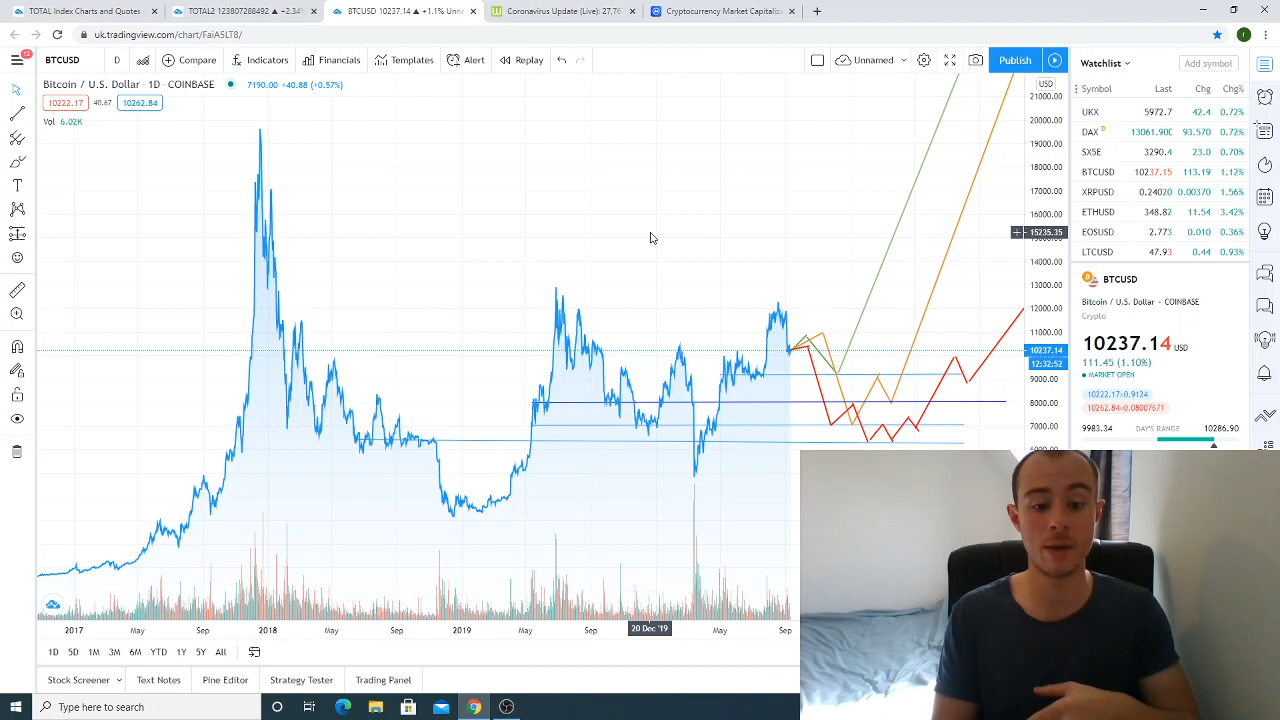 TOTAL Index Charts and Quotes
TOTAL2 123807288492 ▲ +2.34%
BTCUSD 10237.14 ▲ +1.1% Unna
Coronavirus Update (Live): 27,76
Cryptocurrency Market Capitaliz
uk.tradingview.com/chart/FaiA5LT8/
12
BTCUSD D Compare Indicators Financials Templates Alert Replay Unnamed Publish
Bitcoin / U.S. Dollar · 1D · COINBASE 7190.00 +40.88 (+0.57%)
10222.17 40.67 10262.84
Vol 6.02K
USD
21000.00
20000.00
19000.00
18000.00
17000.00
16000.00
15235.35
14000.00
13000.00
12000.00
11000.00
10237.14
12:32:52
9000.00
8000.00
7000.00
2017 May Sep 2018 May Sep 2019 May Sep 20 Dec '19 May Sep
1D 5D 1M 3M 6M YTD 1Y 5Y All
Stock Screener Text Notes Pine Editor Strategy Tester Trading Panel
Type here to search
Watchlist Add symbol
Symbol Last Chg Chg%
UKX 5972.7 42.4 0.72%
DAX D 13061.900 93.570 0.72%
SX5E 3290.4 23.0 0.70%
BTCUSD 10237.15 113.19 1.12%
XRPUSD 0.24020 0.00370 1.56%
ETHUSD 348.82 11.54 3.42%
EOSUSD 2.773 0.010 0.36%
LTCUSD 47.93 0.44 0.93%
BTCUSD
Bitcoin / U.S. Dollar · COINBASE
Crypto
10237.14 USD
111.45 (1.10%)
MARKET OPEN
10222.17×0.9124
10262.84×0.08007671
9983.34 DAYS RANGE 10286.90